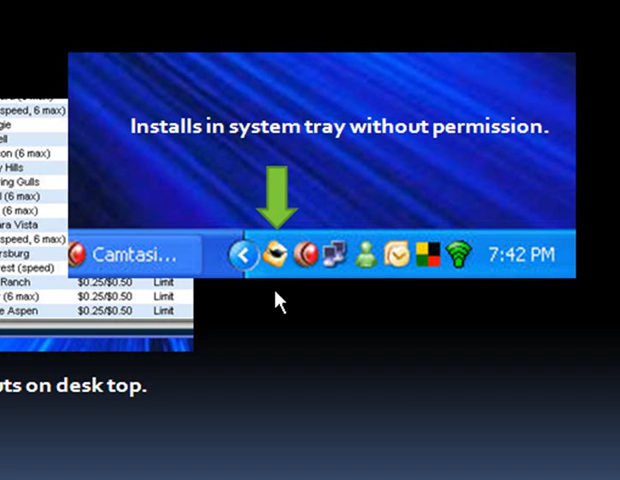 Installs in system tray without permission.
speed, 6 max)
gie
ell
con (6 max)
y Hills
ing Gulls
l (6 max)
(6 max)
ara Vista
speed, 6 max)
rsburg
rest (speed)
Ranch $0.25/$0.50 Limit
(6 max) $0.25/$0.50 Limit
e Aspen $0.25/$0.50 Limit
Camtasi... 7:42 PM
uts on desk top.